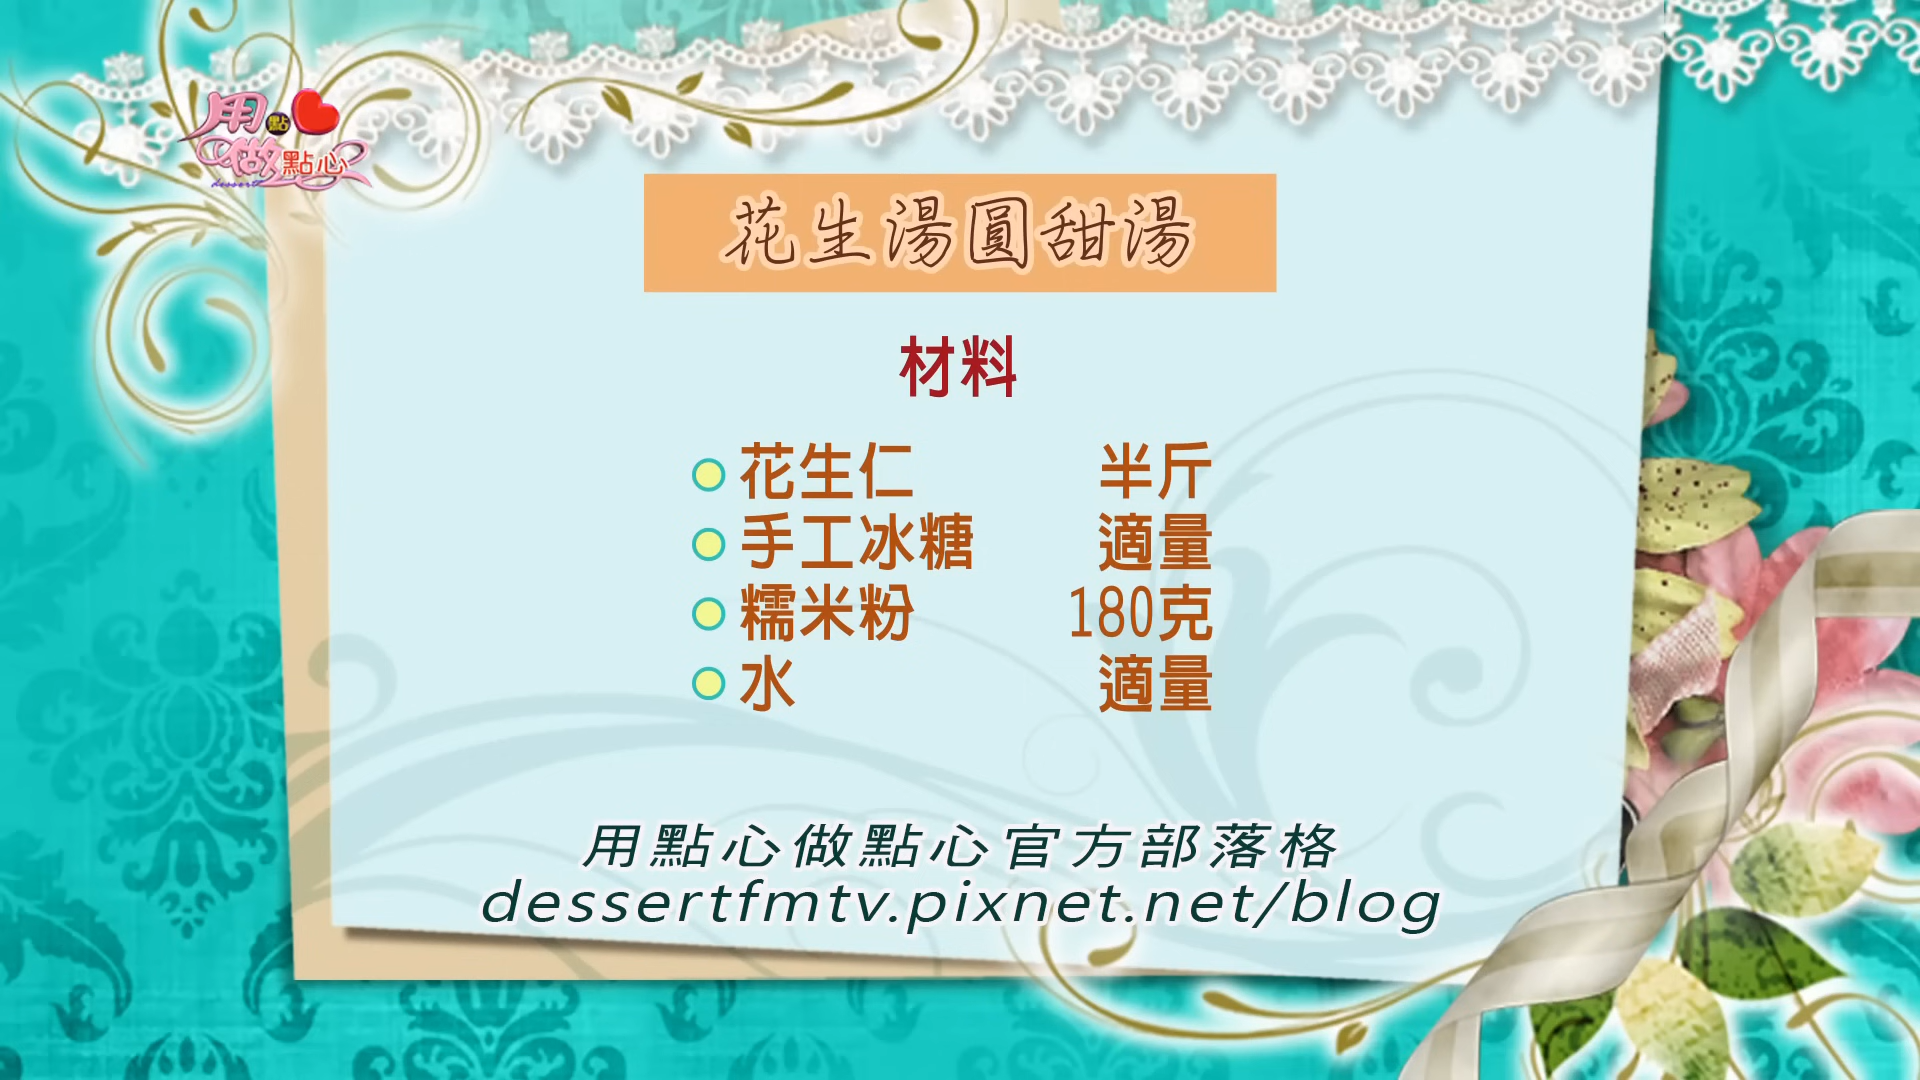 用點心
做點心
dessert
花生湯圓甜湯
材料
花生仁 半斤
手工冰糖 適量
糯米粉 180克
水 適量
用點心做點心官方部落格
dessertfmtv.pixnet.net/blog